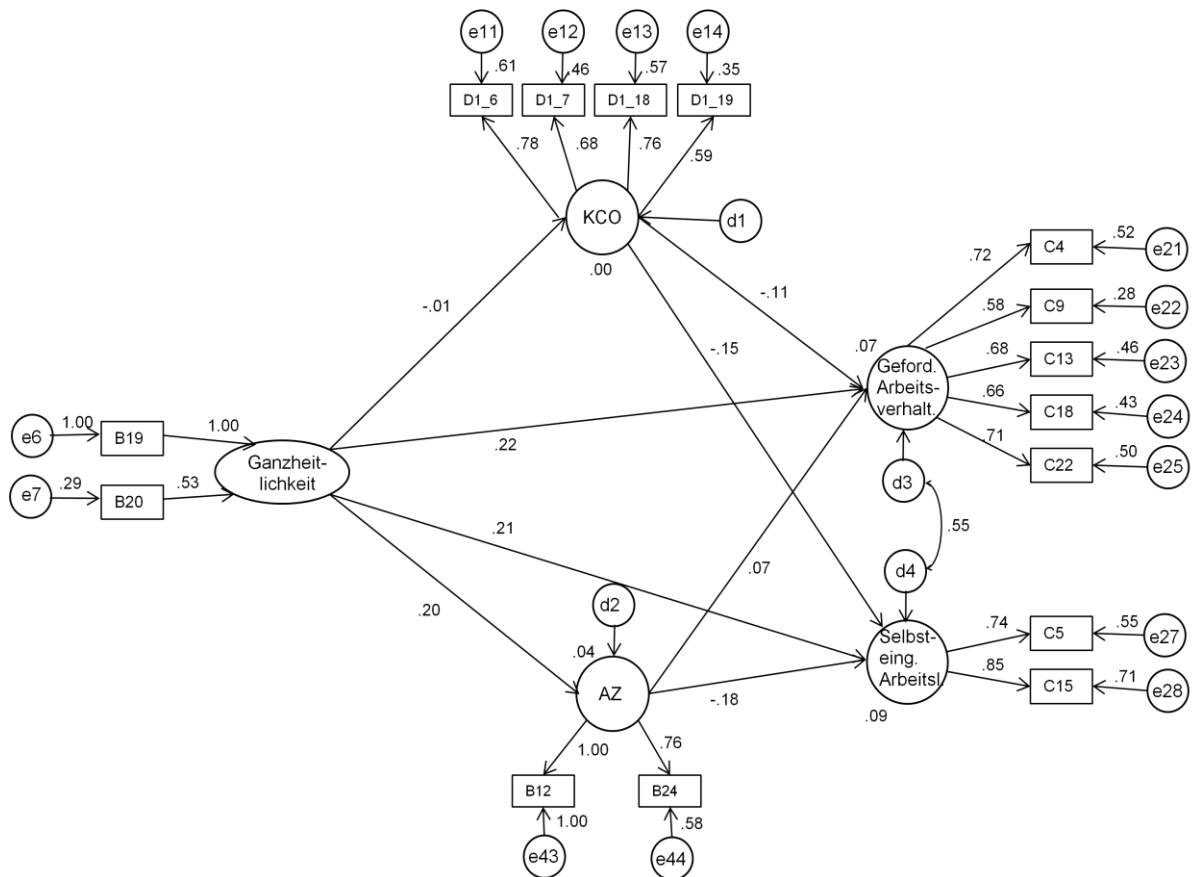 e11 e12 e13 e14
.61 .46 .57 .35
D1_6 D1_7 D1_18 D1_19
.78 .68 .76 .59
KCO d1
.00
C4 .52 e21
.72
-.01 -.11
C9 .28 e22
.58
-.15
.07
.68 C13 .46 e23
Geford.
Arbeits-
verhalt.
.66 C18 .43 e24
e6 1.00 B19 1.00
.22
.71 C22 .50 e25
Ganzheit-
lichkeit
d3
e7 .29 B20 .53
.21 .55
.07 d4
.20 d2
.74 C5 .55 e27
.04
Selbst-
eing.
Arbeitsl.
.85 C15 .71 e28
AZ
-.18 .09
1.00 .76
B12 B24
1.00 .58
e43 e44